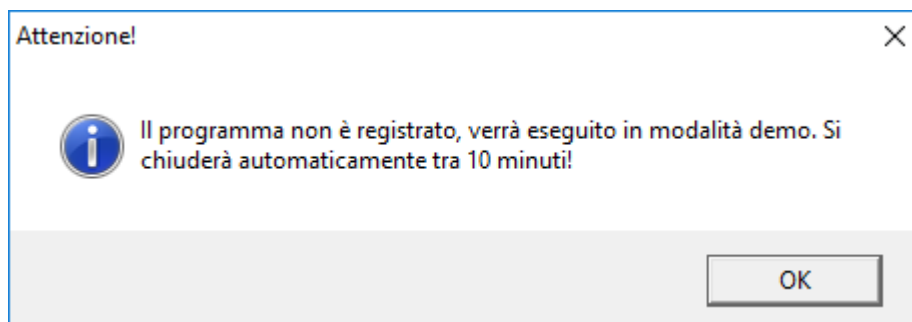 Attenzione!
Il programma non è registrato, verrà eseguito in modalità demo. Si
chiuderà automaticamente tra 10 minuti!
OK